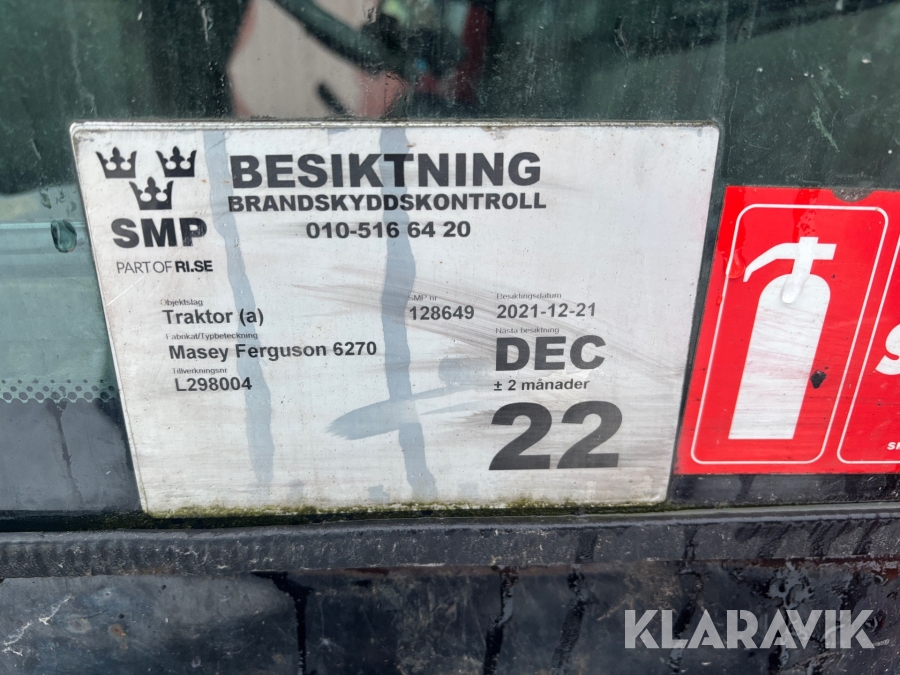 BESIKTNING
BRANDSKYDDSKONTROLL
010-516 64 20
SMP
PART OF RI.SE
Objektslag
Traktor (a)
SMP nr
128649
Besiktingsdatum
2021-12-21
Fabrikat/Typbeteckning
Masey Ferguson 6270
Nästa besiktning
DEC
± 2 månader
22
Tillverkningsnr
L298004
KLARAVIK